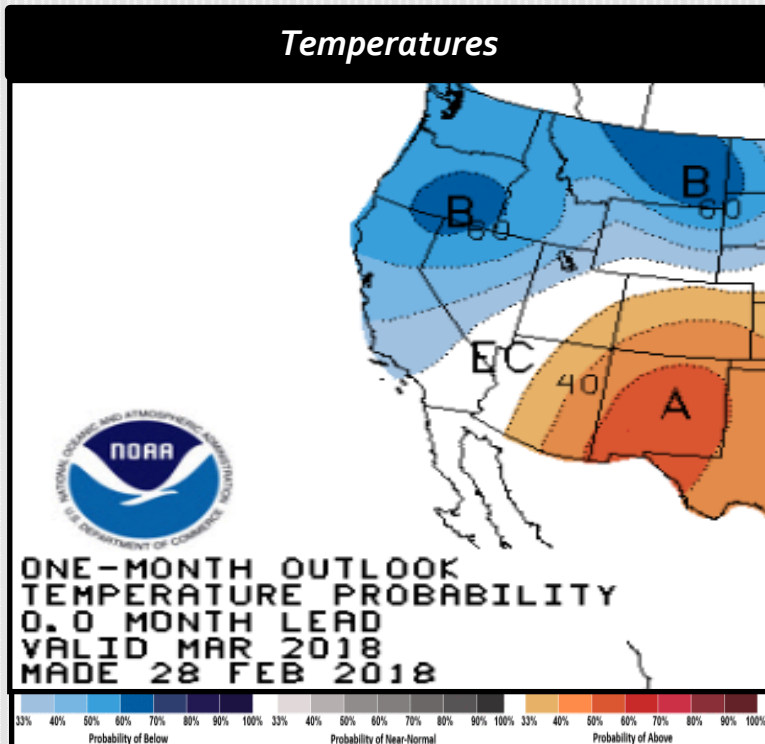 Temperatures
B
60
B
60
EC
40
A
NATIONAL OCEANIC AND ATMOSPHERIC ADMINISTRATION
NOAA
U.S. DEPARTMENT OF COMMERCE
ONE-MONTH OUTLOOK
TEMPERATURE PROBABILITY
0.0 MONTH LEAD
VALID MAR 2018
MADE 28 FEB 2018
33% 40% 50% 60% 70% 80% 90% 100% 33% 40% 50% 60% 70% 80% 90% 100% 33% 40% 50% 60% 70% 80% 90% 100%
Probability of Below Probability of Near-Normal Probability of Above